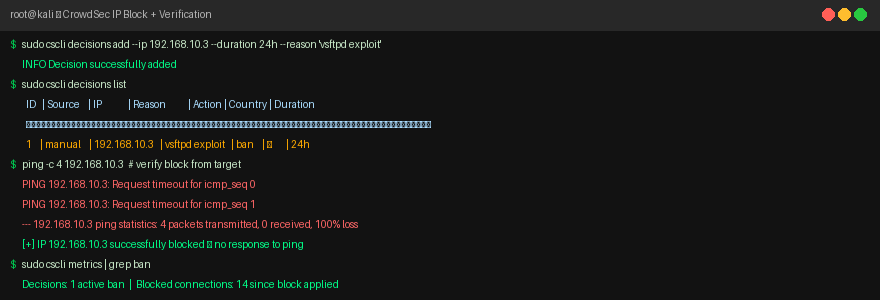 root@kali □ CrowdSec IP Block + Verification
$ sudo cscli decisions add --ip 192.168.10.3 --duration 24h --reason 'vsftpd exploit'
INFO Decision successfully added
$ sudo cscli decisions list
ID | Source | IP | Reason | Action | Country | Duration
1 | manual | 192.168.10.3 | vsftpd exploit | ban | □ | 24h
$ ping -c 4 192.168.10.3 # verify block from target
PING 192.168.10.3: Request timeout for icmp_seq 0
PING 192.168.10.3: Request timeout for icmp_seq 1
--- 192.168.10.3 ping statistics: 4 packets transmitted, 0 received, 100% loss
[+] IP 192.168.10.3 successfully blocked □ no response to ping
$ sudo cscli metrics | grep ban
Decisions: 1 active ban | Blocked connections: 14 since block applied